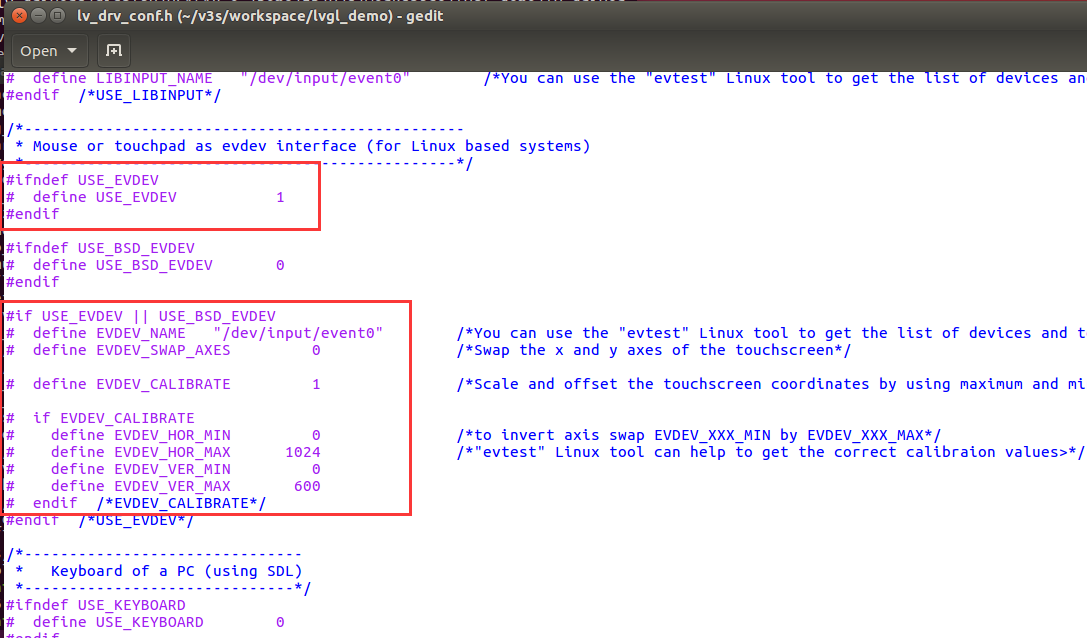 lv_drv_conf.h (~/v3s/workspace/lvgl_demo) - gedit
Open
# define LIBINPUT_NAME "/dev/input/event0" /*You can use the "evtest" Linux tool to get the list of devices an
#endif /*USE_LIBINPUT*/
/*-------------------------------------------------
* Mouse or touchpad as evdev interface (for Linux based systems)
*------------------------------------------------*/
#ifndef USE_EVDEV
# define USE_EVDEV 1
#endif
#ifndef USE_BSD_EVDEV
# define USE_BSD_EVDEV 0
#endif
#if USE_EVDEV || USE_BSD_EVDEV
# define EVDEV_NAME "/dev/input/event0" /*You can use the "evtest" Linux tool to get the list of devices and t
# define EVDEV_SWAP_AXES 0 /*Swap the x and y axes of the touchscreen*/
# define EVDEV_CALIBRATE 1 /*Scale and offset the touchscreen coordinates by using maximum and mi
# if EVDEV_CALIBRATE
# define EVDEV_HOR_MIN 0 /*to invert axis swap EVDEV_XXX_MIN by EVDEV_XXX_MAX*/
# define EVDEV_HOR_MAX 1024 /*"evtest" Linux tool can help to get the correct calibraion values>*/
# define EVDEV_VER_MIN 0
# define EVDEV_VER_MAX 600
# endif /*EVDEV_CALIBRATE*/
#endif /*USE_EVDEV*/
/*-------------------------------
* Keyboard of a PC (using SDL)
*------------------------------*/
#ifndef USE_KEYBOARD
# define USE_KEYBOARD 0
#endif